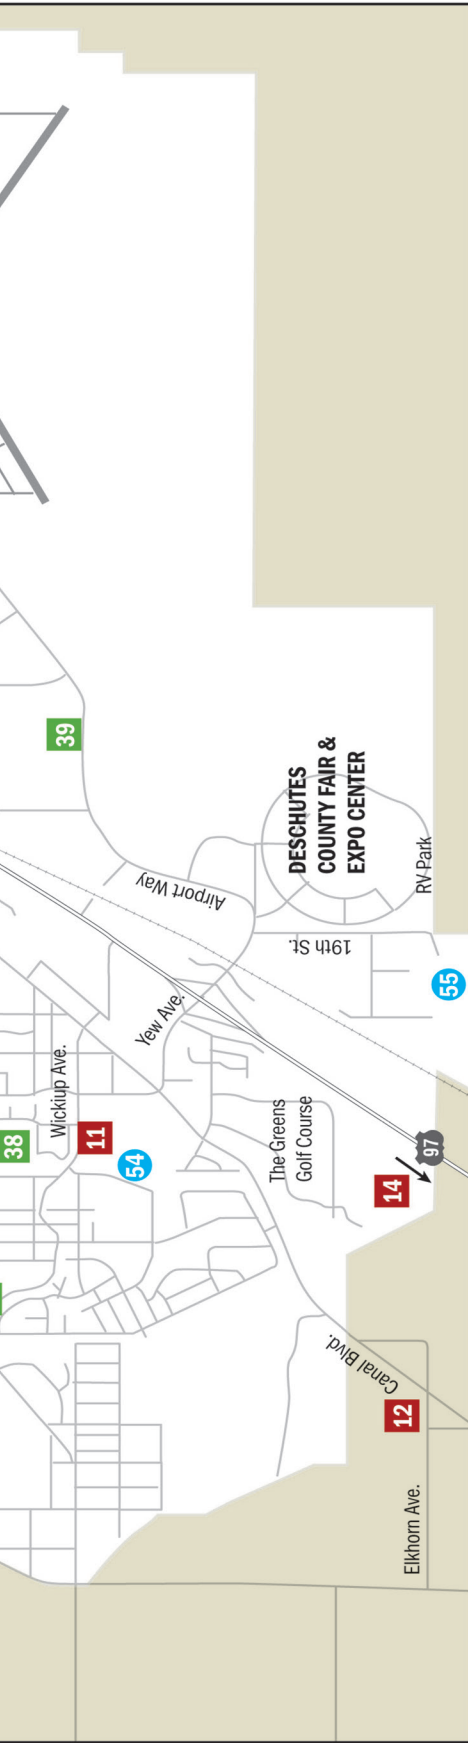 39
DESCHUTES
COUNTY FAIR &
EXPO CENTER
RV Park
Airport Way
19th St.
55
Yew Ave.
Wickiup Ave.
38
11
54
The Greens
Golf Course
97
14
Canal Blvd.
12
Elkhorn Ave.